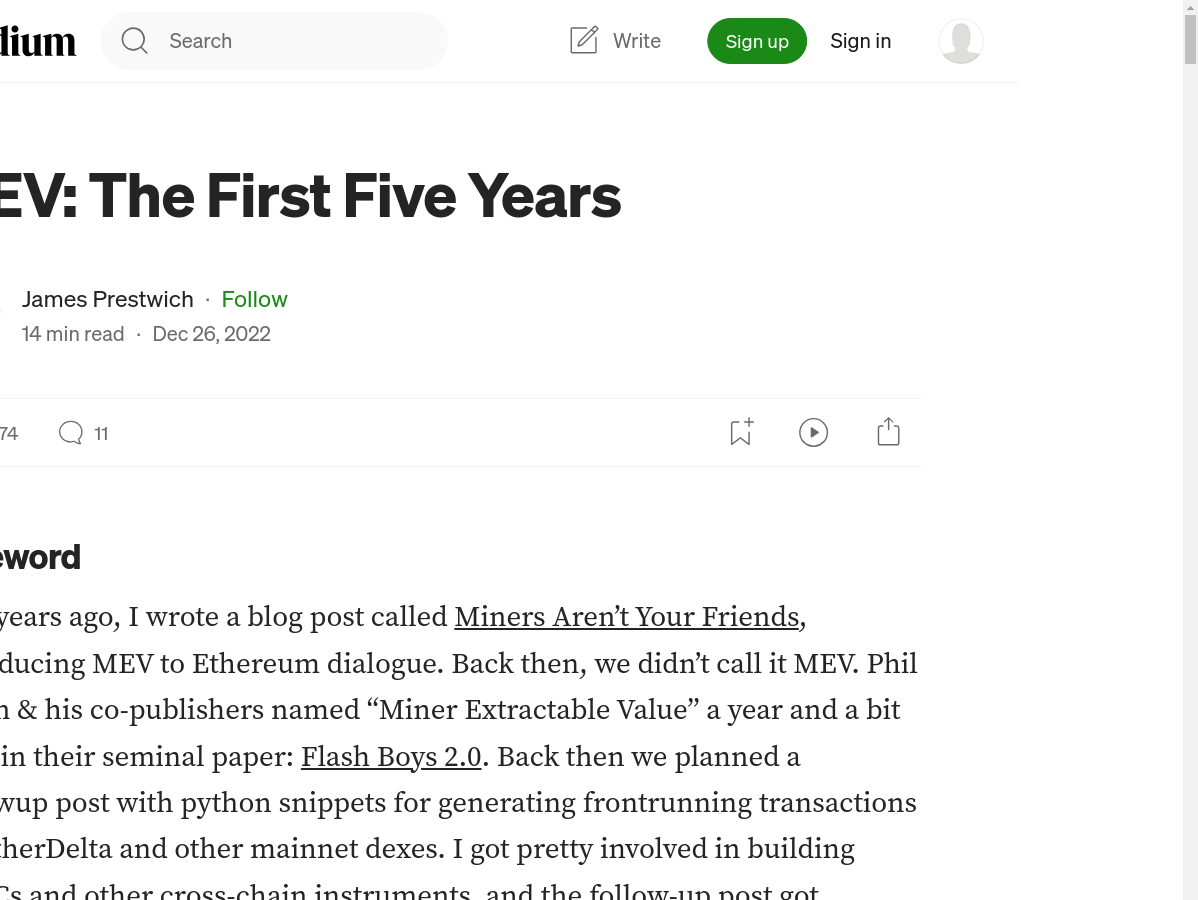 dium
Search
Write
Sign up
Sign in
EV: The First Five Years
James Prestwich · Follow
14 min read · Dec 26, 2022
74
11
eword
years ago, I wrote a blog post called Miners Aren’t Your Friends,
ducing MEV to Ethereum dialogue. Back then, we didn’t call it MEV. Phil
n & his co-publishers named “Miner Extractable Value” a year and a bit
in their seminal paper: Flash Boys 2.0. Back then we planned a
wup post with python snippets for generating frontrunning transactions
therDelta and other mainnet dexes. I got pretty involved in building
Cs and other cross-chain instruments, and the follow-up post got